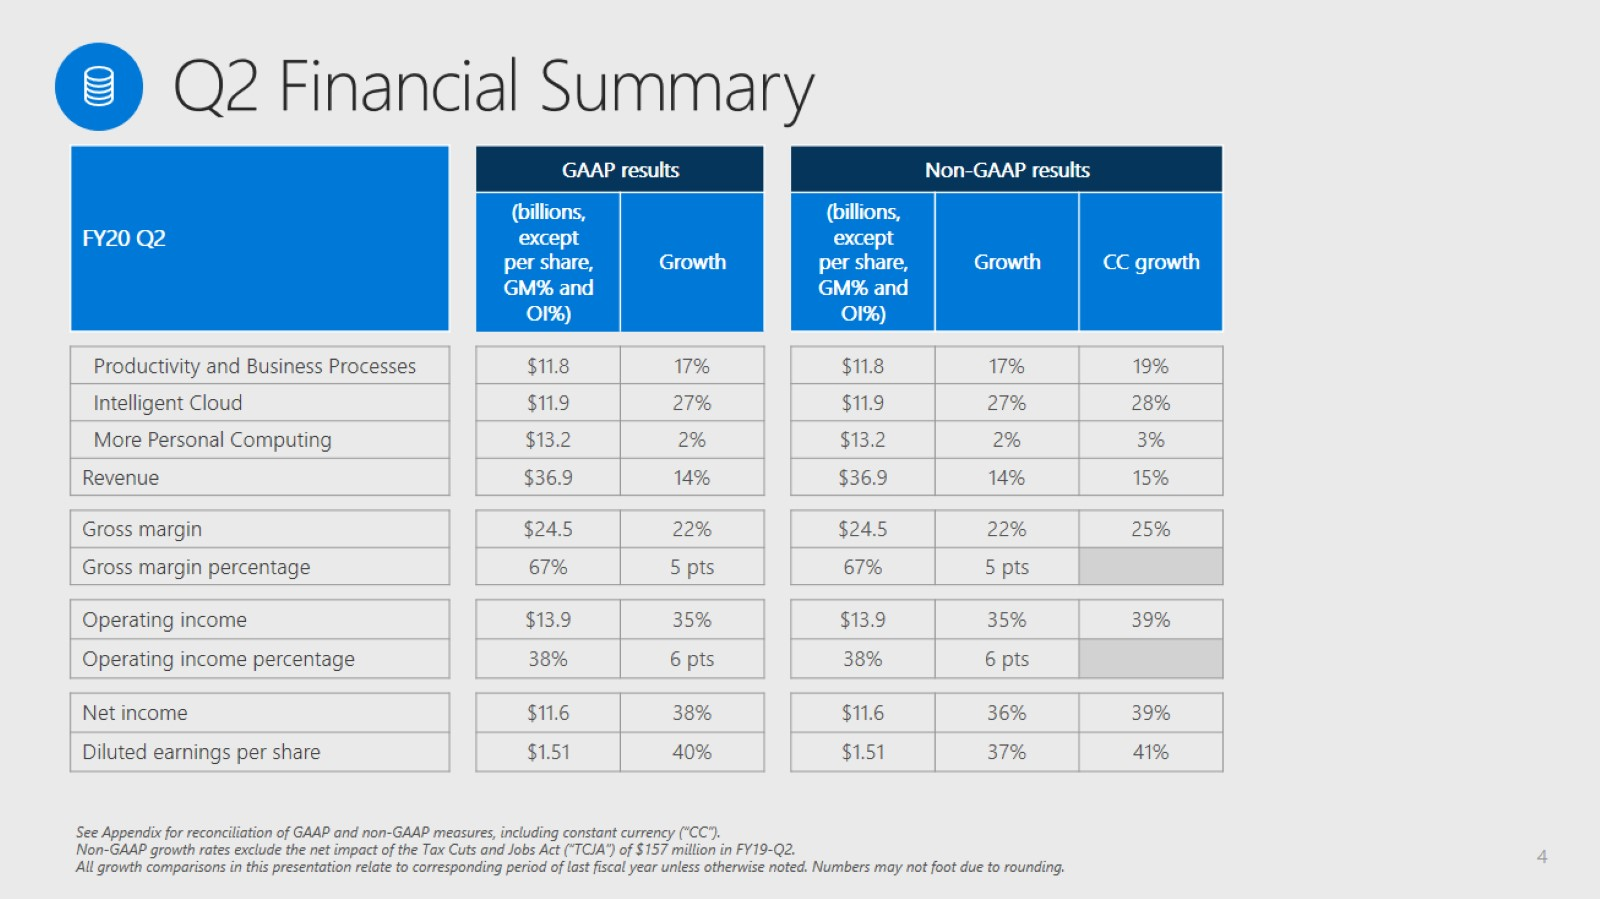 Q2 Financial Summary
FY20 Q2
GAAP results
Non-GAAP results
(billions,
except
per share,
GM% and
OI%)
Growth
(billions,
except
per share,
GM% and
OI%)
Growth
CC growth
Productivity and Business Processes $11.8 17% $11.8 17% 19%
Intelligent Cloud $11.9 27% $11.9 27% 28%
More Personal Computing $13.2 2% $13.2 2% 3%
Revenue $36.9 14% $36.9 14% 15%
Gross margin $24.5 22% $24.5 22% 25%
Gross margin percentage 67% 5 pts 67% 5 pts
Operating income $13.9 35% $13.9 35% 39%
Operating income percentage 38% 6 pts 38% 6 pts
Net income $11.6 38% $11.6 36% 39%
Diluted earnings per share $1.51 40% $1.51 37% 41%
See Appendix for reconciliation of GAAP and non-GAAP measures, including constant currency ("CC").
Non-GAAP growth rates exclude the net impact of the Tax Cuts and Jobs Act ("TCJA") of $157 million in FY19-Q2.
All growth comparisons in this presentation relate to corresponding period of last fiscal year unless otherwise noted. Numbers may not foot due to rounding.
4